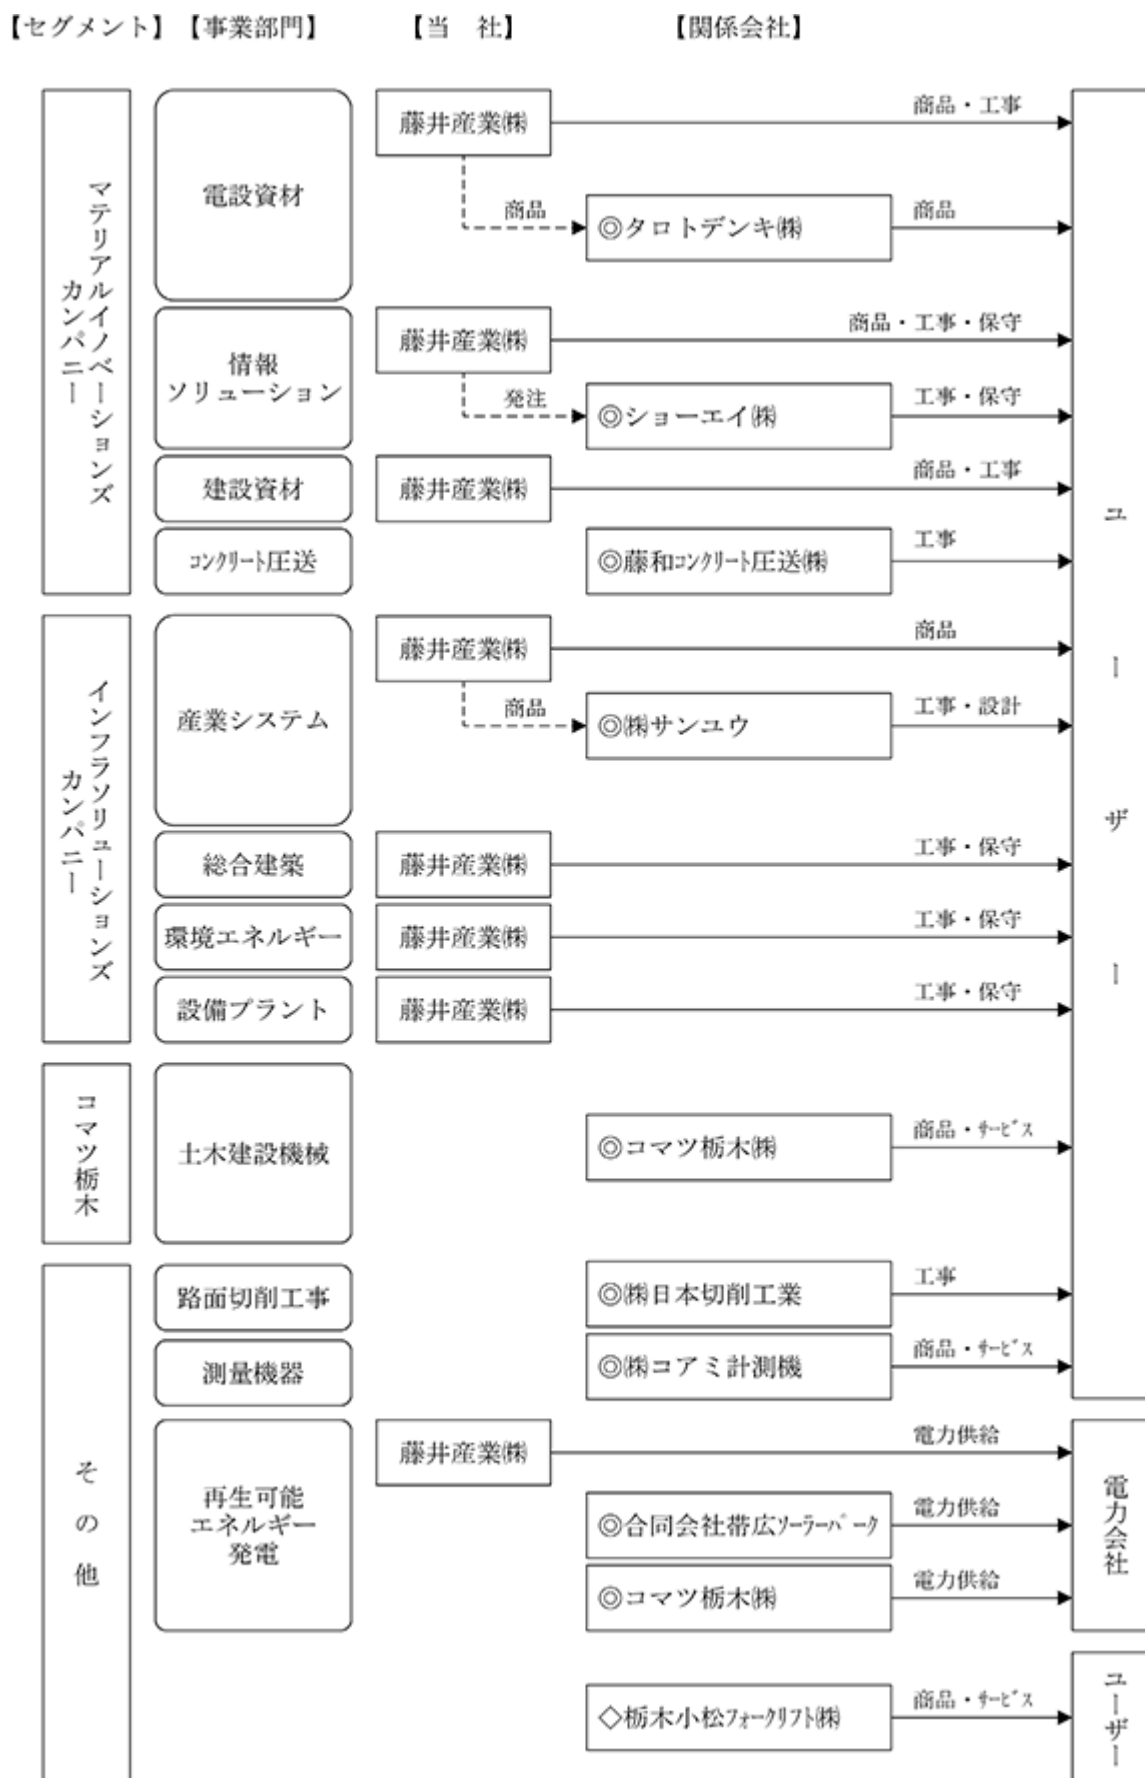 【セグメント】【事業部門】 【当 社】 【関係会社】
マテリアルイノベーションズ
カンパニー
電設資材
藤井産業㈱
商品・工事
商品
◎タロトデンキ㈱
商品
情報
ソリューション
藤井産業㈱
商品・工事・保守
発注
◎ショーエイ㈱
工事・保守
建設資材
藤井産業㈱
商品・工事
コンクリート圧送
◎藤和コンクリート圧送㈱
工事
インフラソリューションズ
カンパニー
産業システム
藤井産業㈱
商品
商品
◎㈱サンユウ
工事・設計
総合建築
藤井産業㈱
工事・保守
環境エネルギー
藤井産業㈱
工事・保守
設備プラント
藤井産業㈱
工事・保守
コマツ栃木
土木建設機械
◎コマツ栃木㈱
商品・サービス
ユーザー
その他
路面切削工事
◎㈱日本切削工業
工事
測量機器
◎㈱コアミ計測機
商品・サービス
再生可能
エネルギー
発電
藤井産業㈱
電力供給
◎合同会社帯広ソーラーパーク
電力供給
◎コマツ栃木㈱
電力供給
電力会社
◇栃木小松フォークリフト㈱
商品・サービス
ユーザー